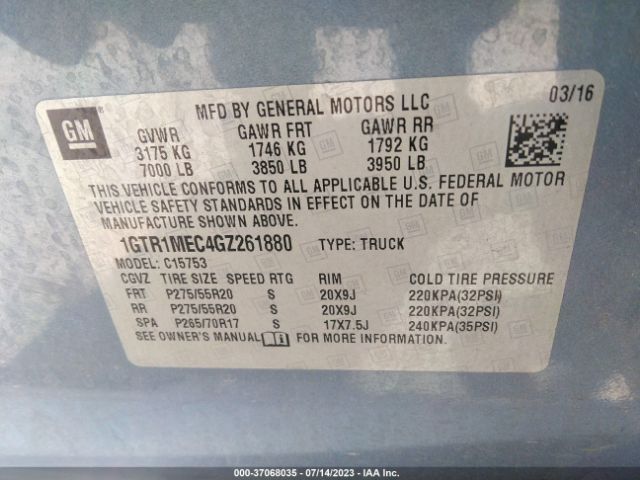 GM
MFD BY GENERAL MOTORS LLC 03/16
GVWR GAWR FRT GAWR RR
3175 KG 1746 KG 1792 KG
7000 LB 3850 LB 3950 LB
THIS VEHICLE CONFORMS TO ALL APPLICABLE U.S. FEDERAL MOTOR
VEHICLE SAFETY STANDARDS IN EFFECT ON THE DATE OF
MANUFACTURE SHOWN ABOVE.
1GTR1MEC4GZ261880 TYPE: TRUCK
MODEL: C15753
CGVZ TIRE SIZE SPEED RTG RIM COLD TIRE PRESSURE
FRT P275/55R20 S 20X9J 220KPA(32PSI)
RR P275/55R20 S 20X9J 220KPA(32PSI)
SPA P265/70R17 S 17X7.5J 240KPA(35PSI)
SEE OWNER'S MANUAL FOR ADDITIONAL INFORMATION.
000-37068035 - 07/14/2023 - IAA Inc.